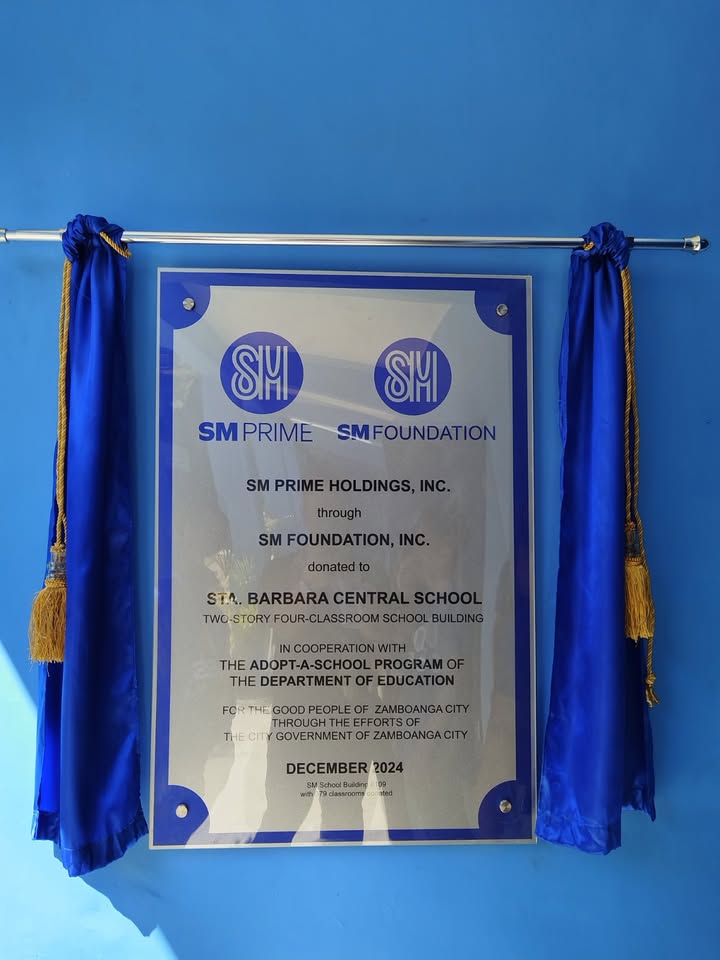 SM SM
SM PRIME SM FOUNDATION
SM PRIME HOLDINGS, INC.
through
SM FOUNDATION, INC.
donated to
STA. BARBARA CENTRAL SCHOOL
TWO-STORY FOUR-CLASSROOM SCHOOL BUILDING
IN COOPERATION WITH
THE ADOPT-A-SCHOOL PROGRAM OF
THE DEPARTMENT OF EDUCATION
FOR THE GOOD PEOPLE OF ZAMBOANGA CITY
THROUGH THE EFFORTS OF
THE CITY GOVERNMENT OF ZAMBOANGA CITY
DECEMBER 2024
SM School Building
with classrooms donated